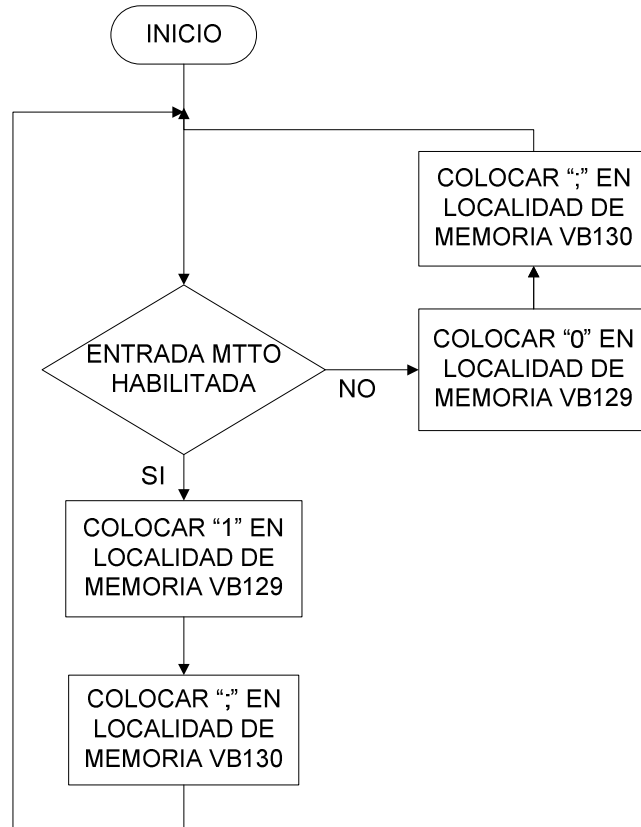 INICIO
COLOCAR “;” EN
LOCALIDAD DE
MEMORIA VB130
ENTRADA MTTO
HABILITADA
NO
COLOCAR “0” EN
LOCALIDAD DE
MEMORIA VB129
SI
COLOCAR “1” EN
LOCALIDAD DE
MEMORIA VB129
COLOCAR “;” EN
LOCALIDAD DE
MEMORIA VB130